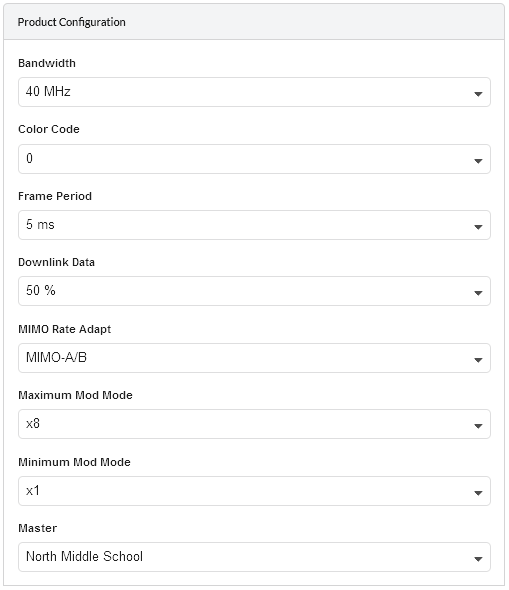 Product Configuration
Bandwidth
40 MHz
Color Code
0
Frame Period
5 ms
Downlink Data
50 %
MIMO Rate Adapt
MIMO-A/B
Maximum Mod Mode
x8
Minimum Mod Mode
x1
Master
North Middle School